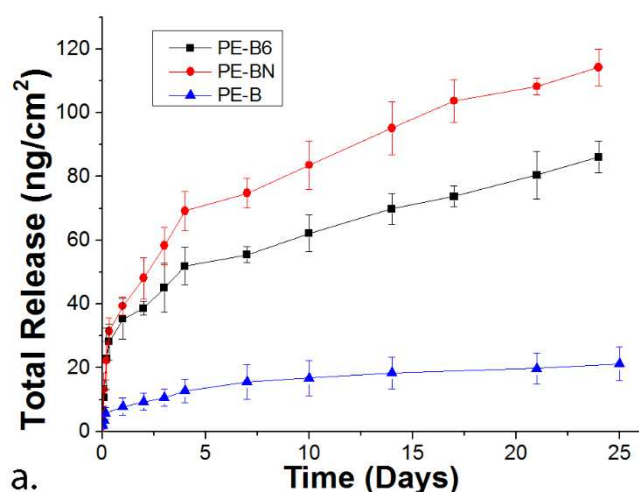 PE-B6
PE-BN
PE-B
Total Release (ng/cm²)
120
100
80
60
40
20
0
0 5 10 15 20 25
Time (Days)
a.